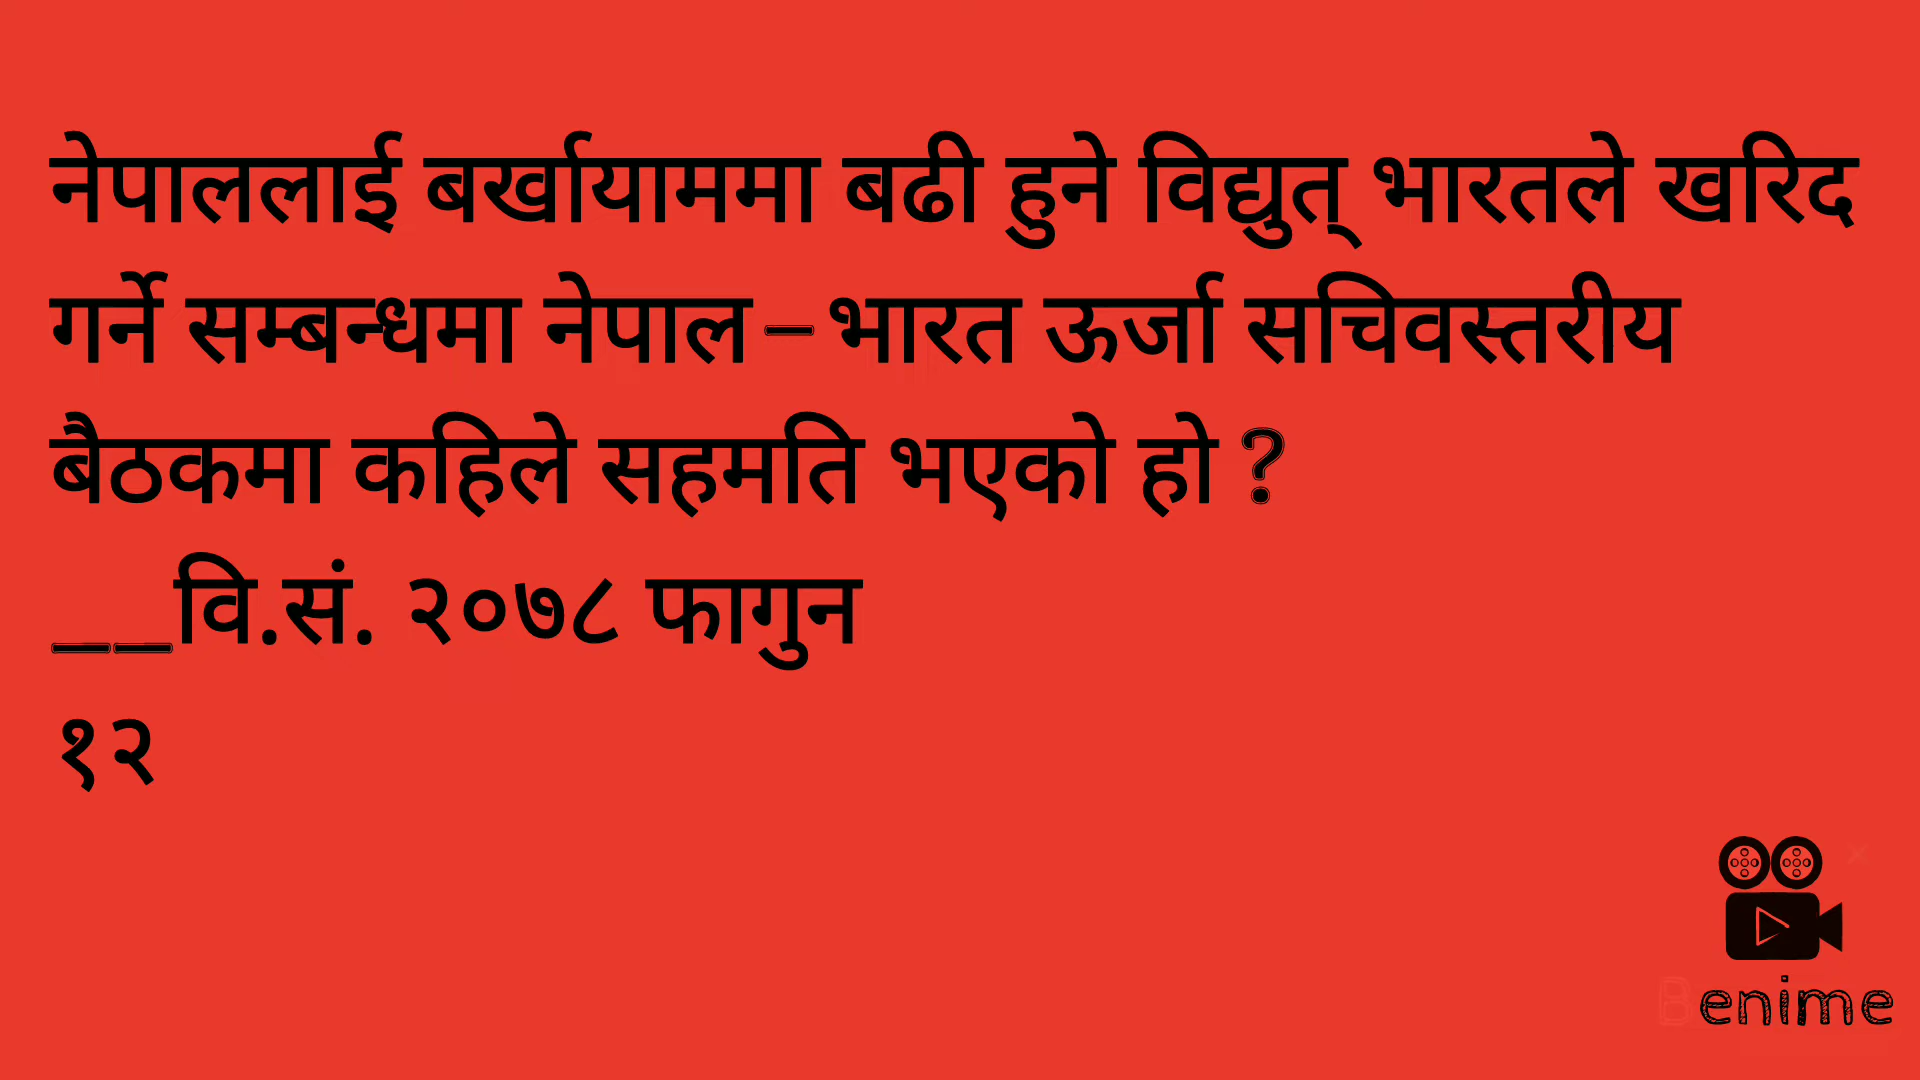 नेपाललाई बर्खायाममा बढी हुने विद्युत् भारतले खरिद
गर्ने सम्बन्धमा नेपाल–भारत ऊर्जा सचिवस्तरीय
बैठकमा कहिले सहमति भएको हो ?
__वि.सं. २०७८ फागुन
१२
Benime